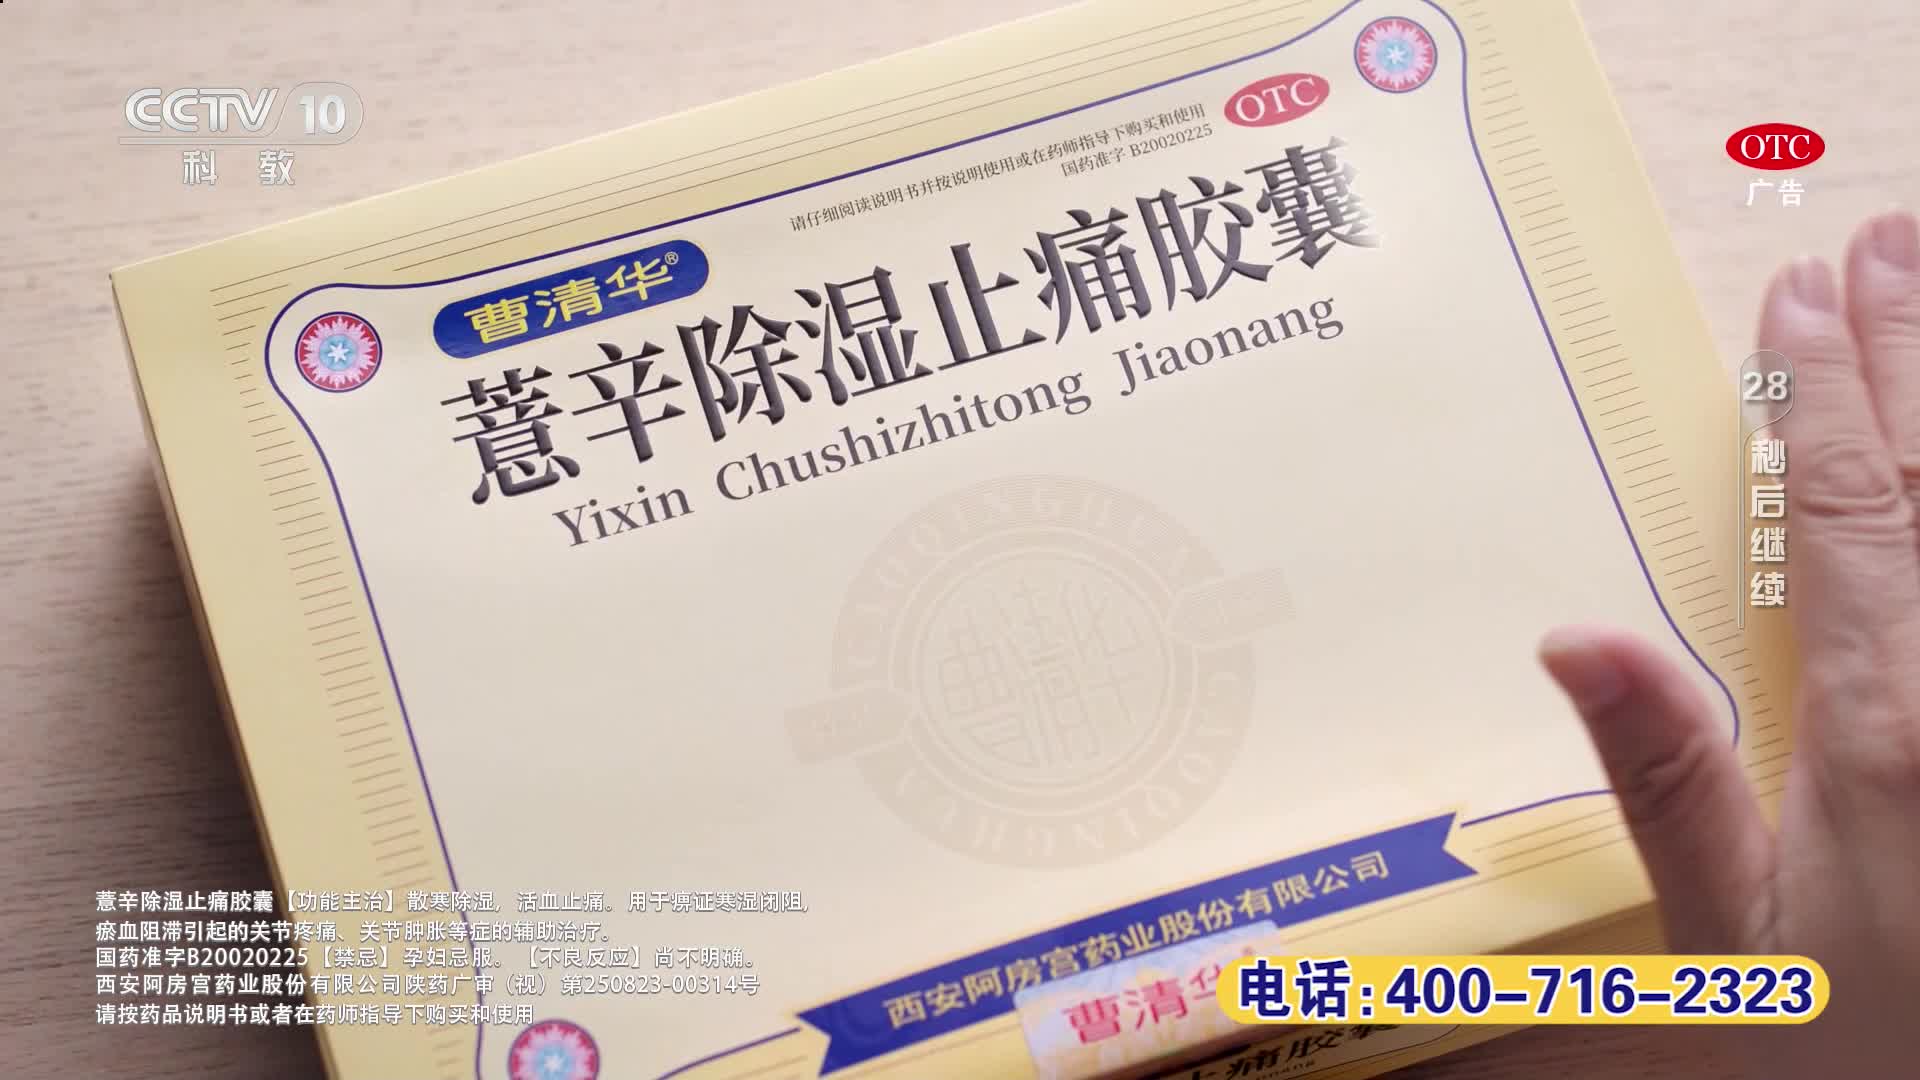 CCTV 10
科 教
OTC
广告
OTC
请仔细阅读说明书并按说明使用或在药师指导下购买和使用
国药准字 B20020225
曹清华®
薏辛除湿止痛胶囊
Yixin Chushizhitong Jiaonang
28
秒后继续
CAOQINGHUA
CAOQINGHUA
西安阿房宫药业股份有限公司
曹清华
薏辛除湿止痛胶囊【功能主治】散寒除湿,活血止痛。用于痹证寒湿闭阻,
瘀血阻滞引起的关节疼痛、关节肿胀等症的辅助治疗。
国药准字B20020225【禁忌】孕妇忌服。【不良反应】尚不明确。
西安阿房宫药业股份有限公司陕药广审(视)第250823-00314号
请按药品说明书或者在药师指导下购买和使用
电话:400-716-2323